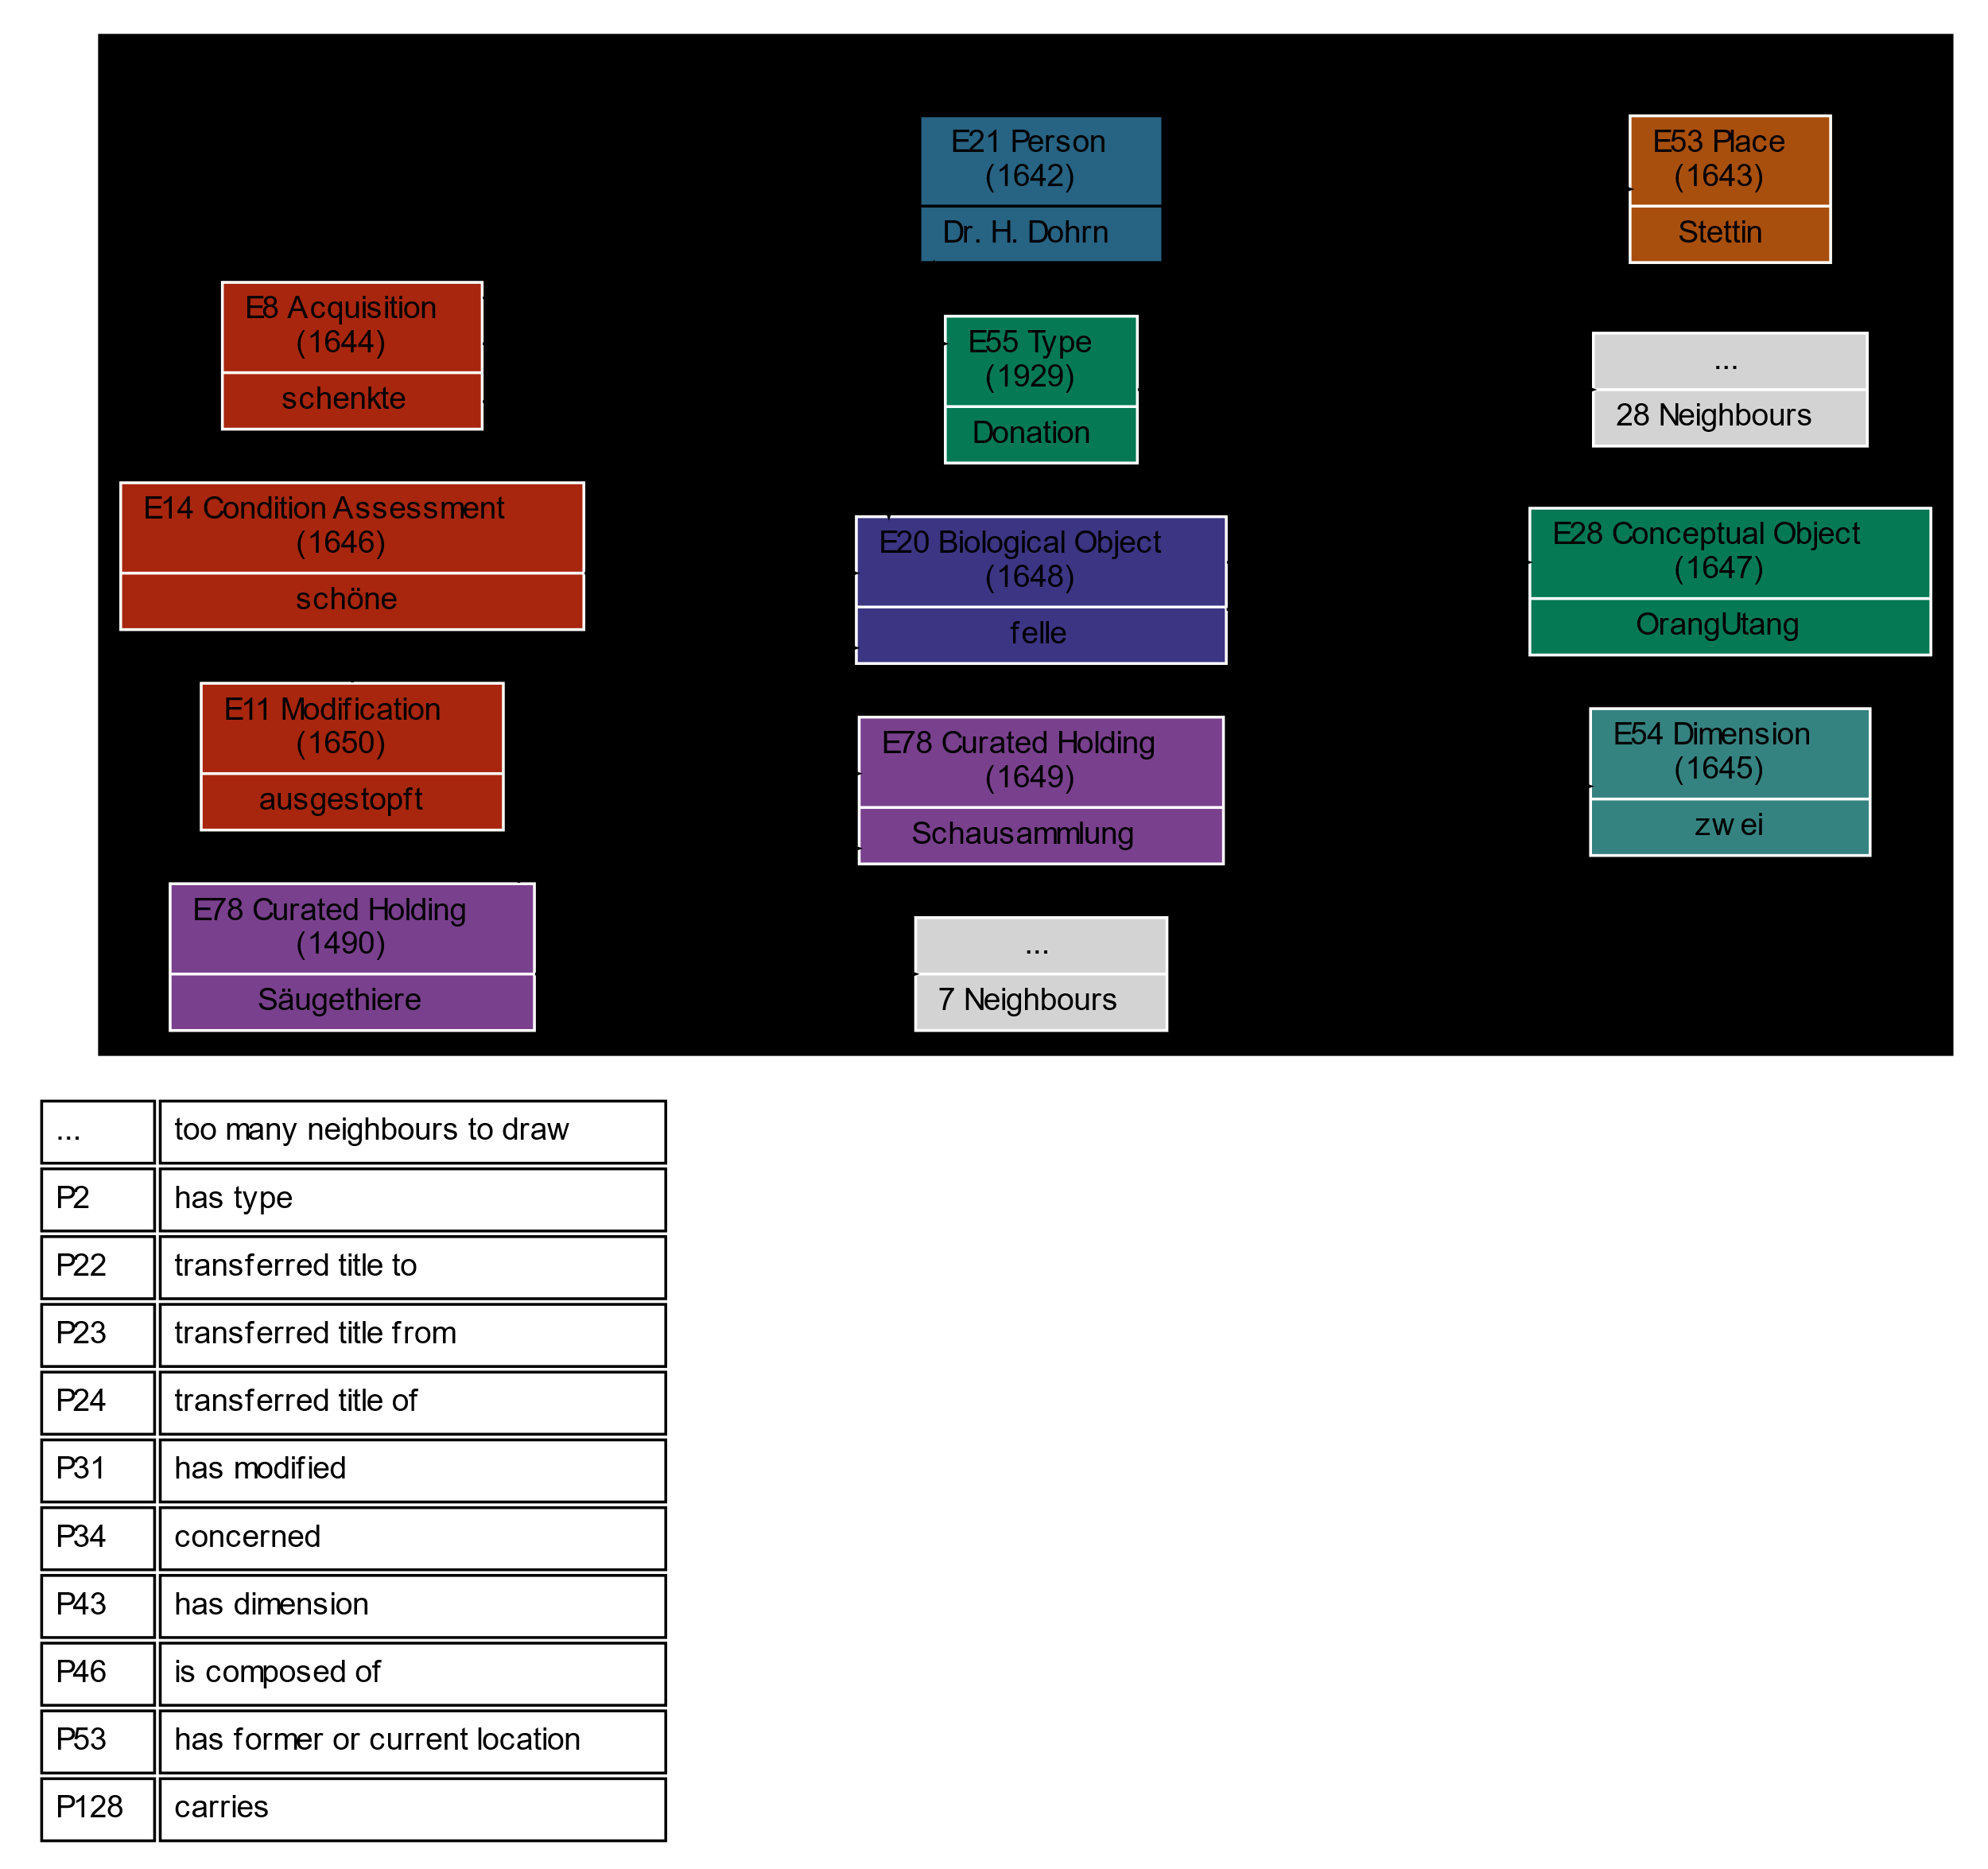 E21 Person
(1642)
Dr. H. Dohrn
E53 Place
(1643)
Stettin
E8 Acquisition
(1644)
schenkte
E55 Type
(1929)
Donation
...
28 Neighbours
E14 Condition Assessment
(1646)
schöne
E20 Biological Object
(1648)
felle
E28 Conceptual Object
(1647)
OrangUtang
E11 Modification
(1650)
ausgestopft
E78 Curated Holding
(1649)
Schausammlung
E54 Dimension
(1645)
zwei
E78 Curated Holding
(1490)
Säugethiere
...
7 Neighbours
... too many neighbours to draw
P2 has type
P22 transferred title to
P23 transferred title from
P24 transferred title of
P31 has modified
P34 concerned
P43 has dimension
P46 is composed of
P53 has former or current location
P128 carries